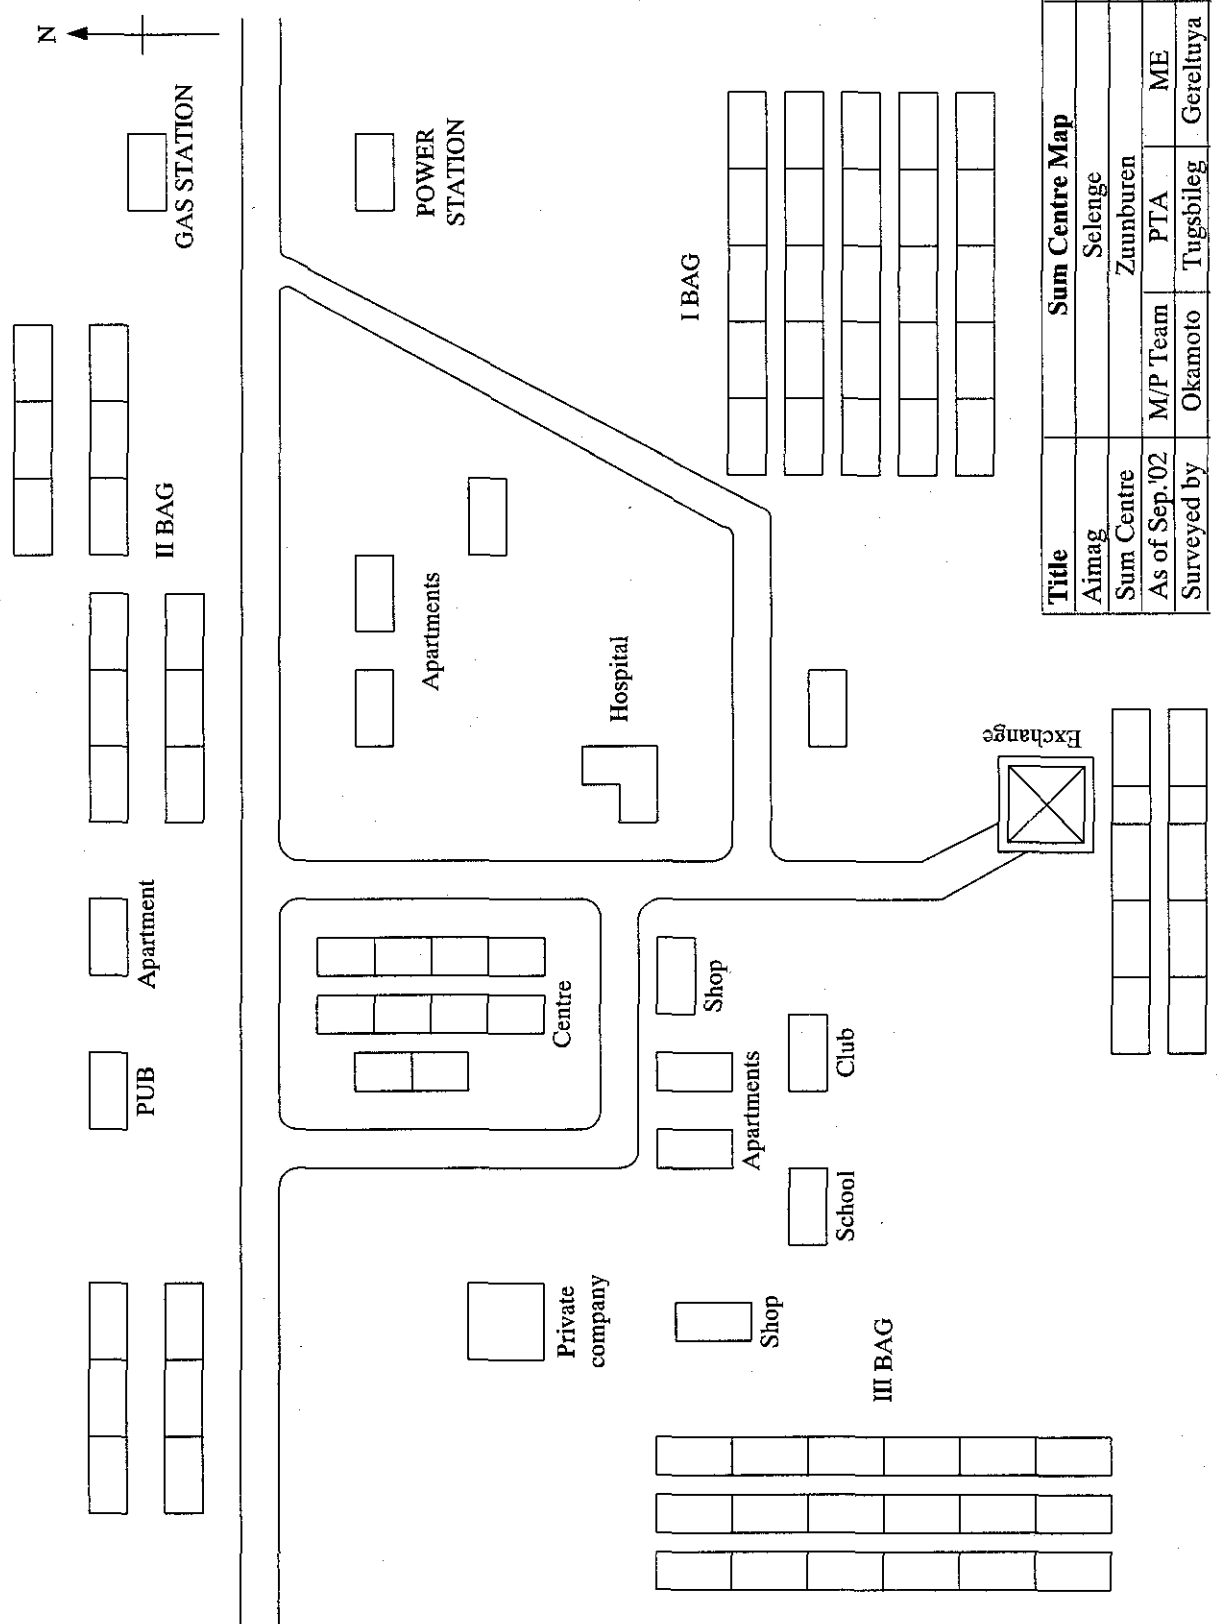 N
GAS STATION
II BAG
Apartment
PUB
POWER
STATION
Apartments
Hospital
I BAG
Centre
Shop
Apartments
Club
School
Private
company
Shop
III BAG
Exchange
Title Sum Centre Map
Aimag Selenge
Sum Centre Zuunburen
As of Sep.'02 M/P Team PTA ME
Surveyed by Okamoto Tugsbileg Gereltuya